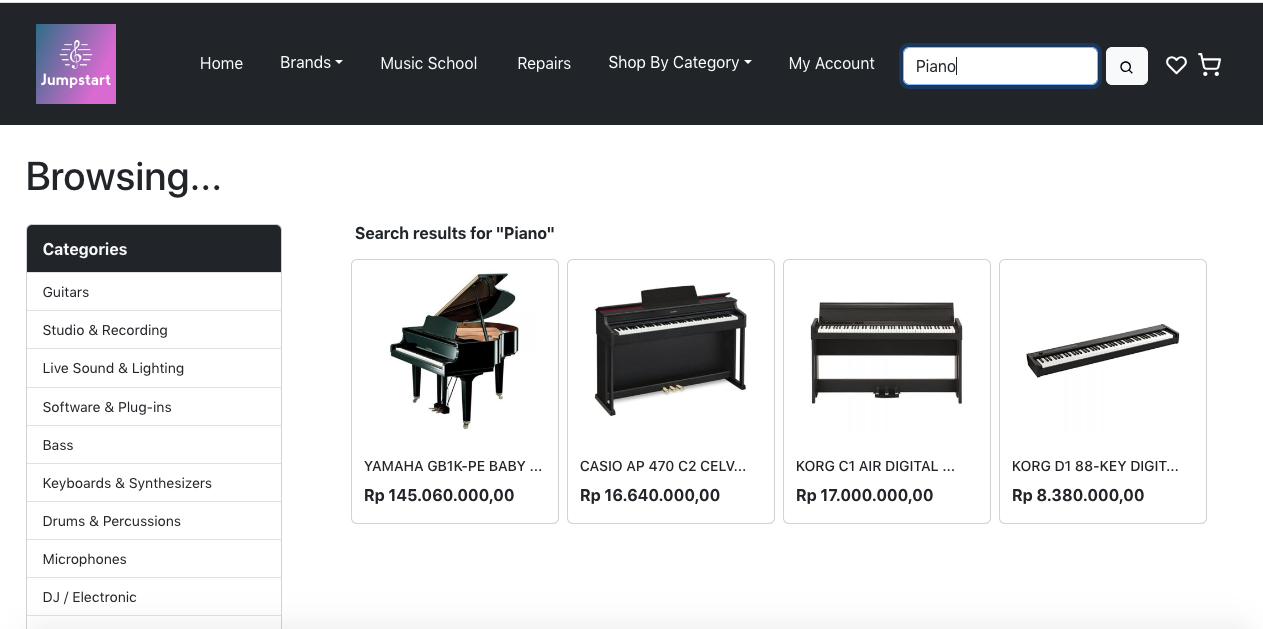 Jumpstart
Home
Brands
Music School
Repairs
Shop By Category
My Account
Piano
Browsing...
Categories
Guitars
Studio & Recording
Live Sound & Lighting
Software & Plug-ins
Bass
Keyboards & Synthesizers
Drums & Percussions
Microphones
DJ / Electronic
Search results for "Piano"
YAMAHA GB1K-PE BABY ...
Rp 145.060.000,00
CASIO AP 470 C2 CELV...
Rp 16.640.000,00
KORG C1 AIR DIGITAL ...
Rp 17.000.000,00
KORG D1 88-KEY DIGIT...
Rp 8.380.000,00